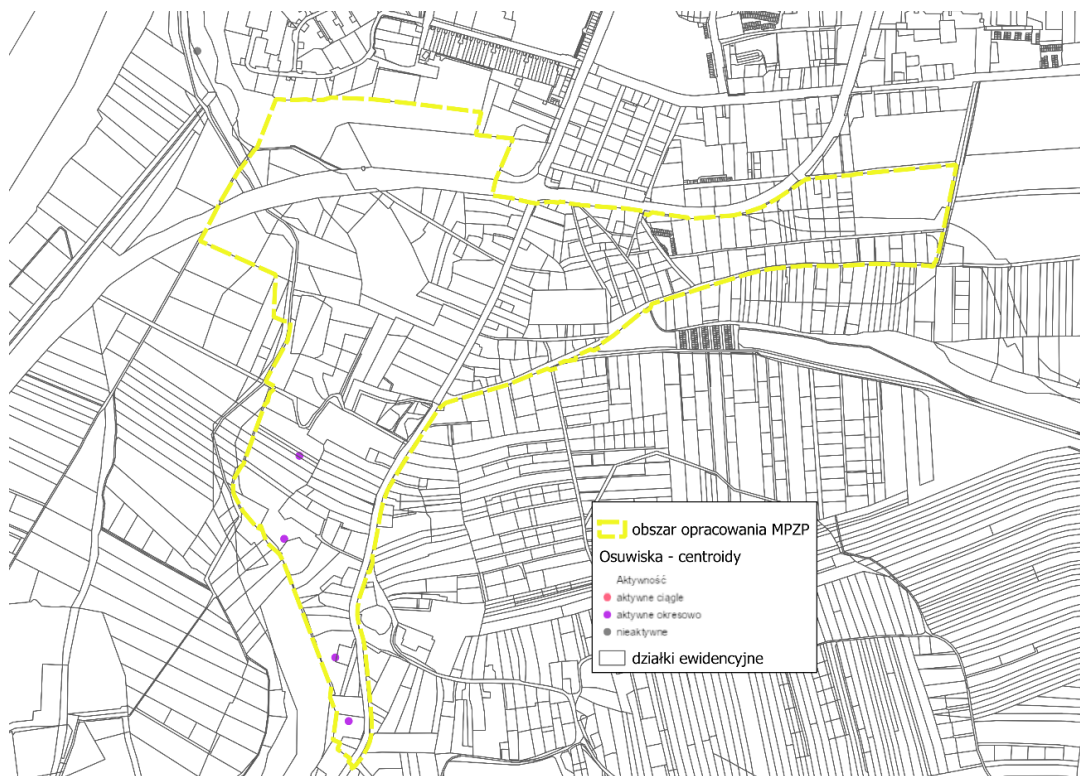 obszar opracowania MPZP
Osuwiska - centroidy
Aktywność
aktywne ciągle
aktywne okresowo
nieaktywne
działki ewidencyjne